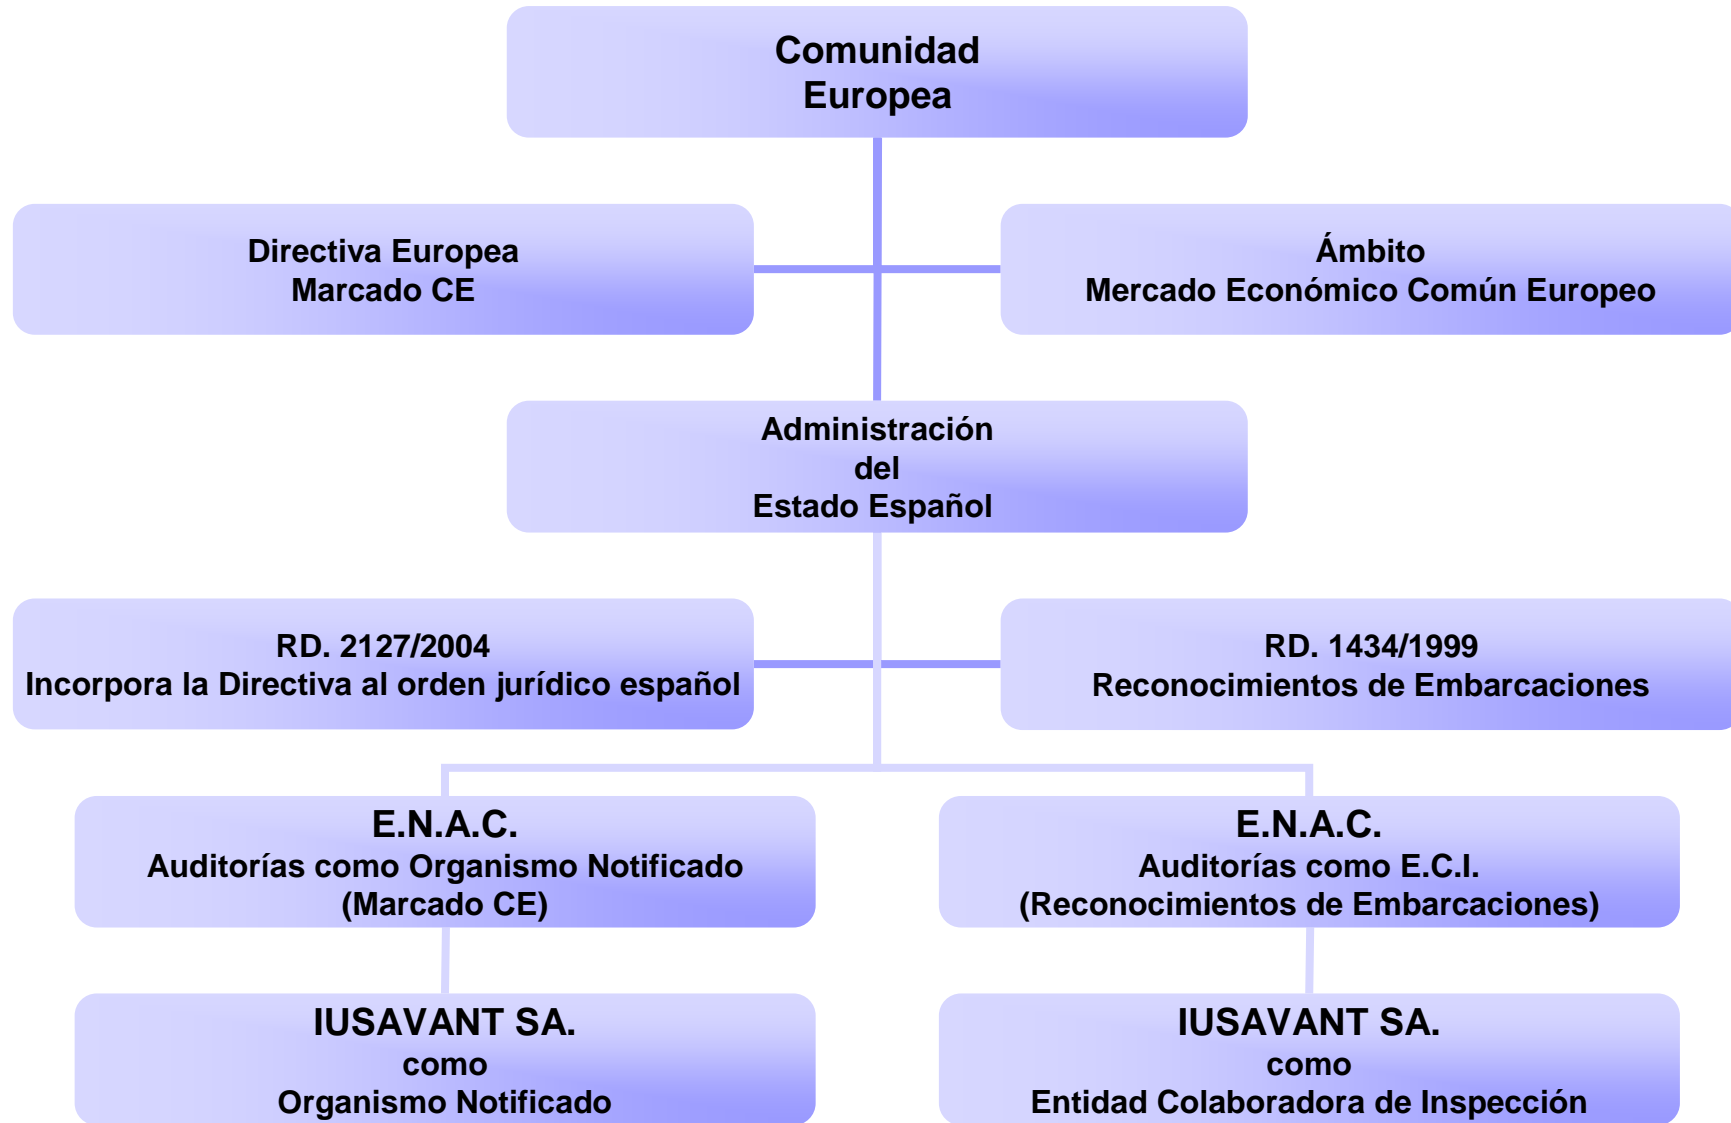 Comunidad
Europea
Directiva Europea
Marcado CE
Ámbito
Mercado Económico Común Europeo
Administración
del
Estado Español
RD. 2127/2004
Incorpora la Directiva al orden jurídico español
RD. 1434/1999
Reconocimientos de Embarcaciones
E.N.A.C.
Auditorías como Organismo Notificado
(Marcado CE)
E.N.A.C.
Auditorías como E.C.I.
(Reconocimientos de Embarcaciones)
IUSAVANT SA.
como
Organismo Notificado
IUSAVANT SA.
como
Entidad Colaboradora de Inspección